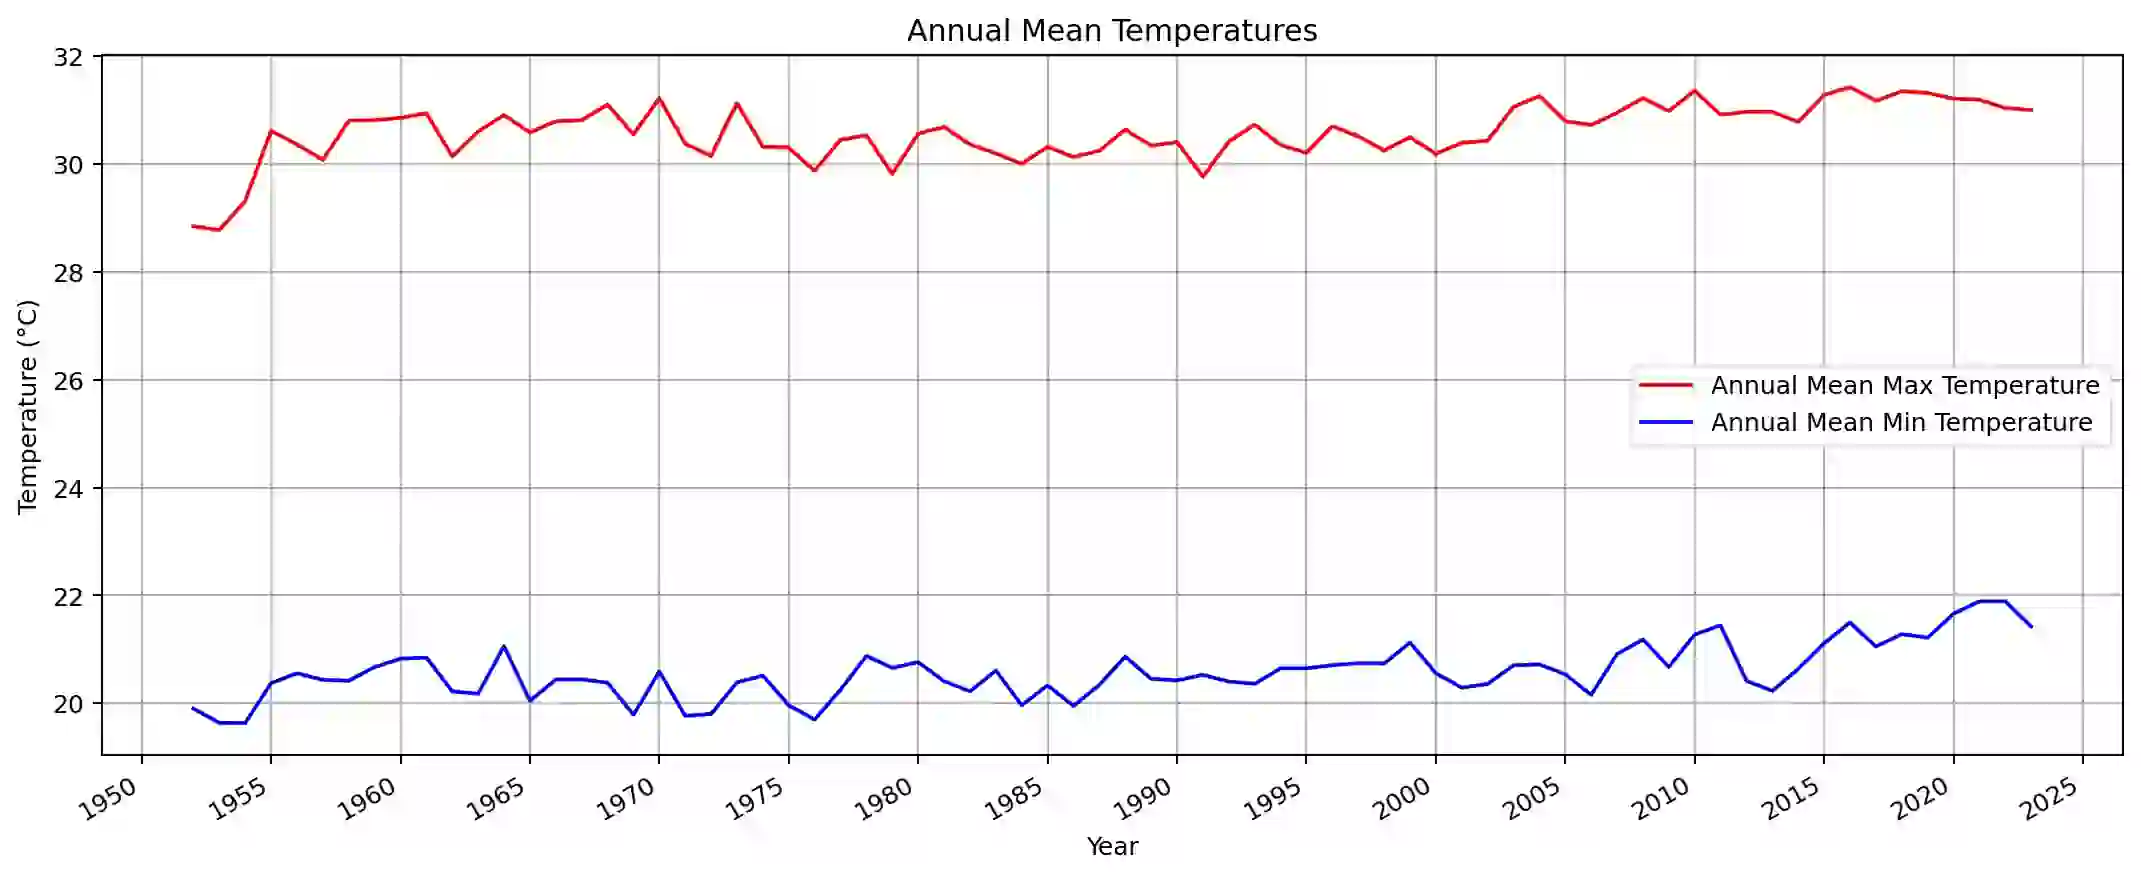 Annual Mean Temperatures
32
30
28
26
24
22
20
Temperature (°C)
Annual Mean Max Temperature
Annual Mean Min Temperature
1950 1955 1960 1965 1970 1975 1980 1985 1990 1995 2000 2005 2010 2015 2020 2025
Year